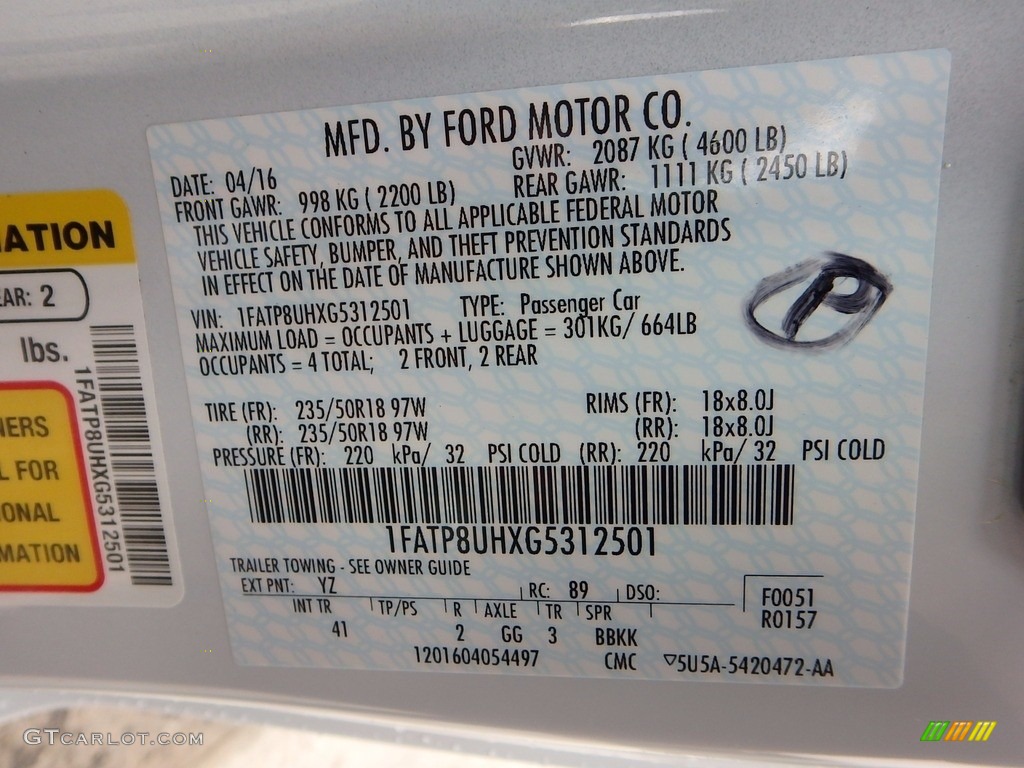 MFD. BY FORD MOTOR CO.
DATE: 04/16
GVWR: 2087 KG ( 4600 LB)
FRONT GAWR: 998 KG ( 2200 LB)
REAR GAWR: 1111 KG ( 2450 LB)
THIS VEHICLE CONFORMS TO ALL APPLICABLE FEDERAL MOTOR
VEHICLE SAFETY, BUMPER, AND THEFT PREVENTION STANDARDS
IN EFFECT ON THE DATE OF MANUFACTURE SHOWN ABOVE.
VIN: 1FATP8UHXG5312501 TYPE: Passenger Car
MAXIMUM LOAD = OCCUPANTS + LUGGAGE = 301KG/ 664LB
OCCUPANTS = 4 TOTAL; 2 FRONT, 2 REAR
P
TIRE (FR): 235/50R18 97W RIMS (FR): 18x8.0J
(RR): 235/50R18 97W (RR): 18x8.0J
PRESSURE (FR): 220 kPa/ 32 PSI COLD (RR): 220 kPa/ 32 PSI COLD
1FATP8UHXG5312501
TRAILER TOWING - SEE OWNER GUIDE
EXT PNT: YZ RC: 89 DSO:
F0051
R0157
INT TR TP/PS R AXLE TR SPR
41 2 GG 3 BBKK
1201604054497 CMC ▽5U5A-5420472-AA
MATION
EAR: 2
lbs.
1FATP8UHXG5312501
NERS
L FOR
ONAL
MATION
GTcarlot.com